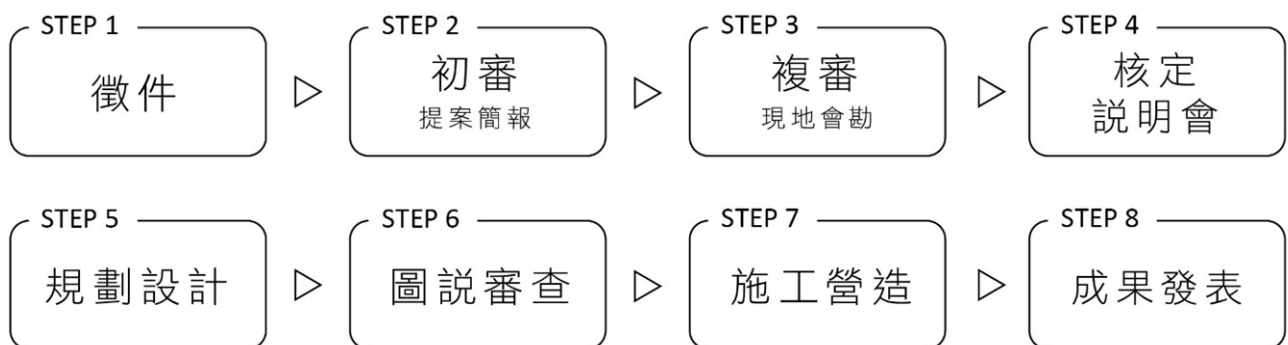 STEP 1
徵件
STEP 2
初審
提案簡報
STEP 3
複審
現地會勘
STEP 4
核定
説明會
STEP 5
規劃設計
STEP 6
圖説審查
STEP 7
施工營造
STEP 8
成果發表